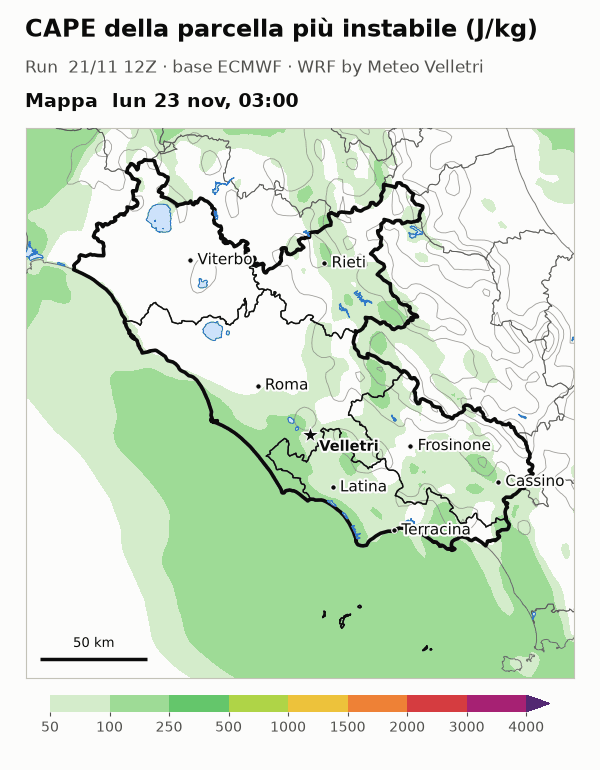 CAPE della parcella più instabile (J/kg)
Run  21/11 12Z · base ECMWF · WRF by Meteo Velletri
Mappa  lun 23 nov, 03:00
Viterbo
Rieti
Roma
Velletri
Frosinone
Cassino
Latina
Terracina
50 km
50 100 250 500 1000 1500 2000 3000 4000